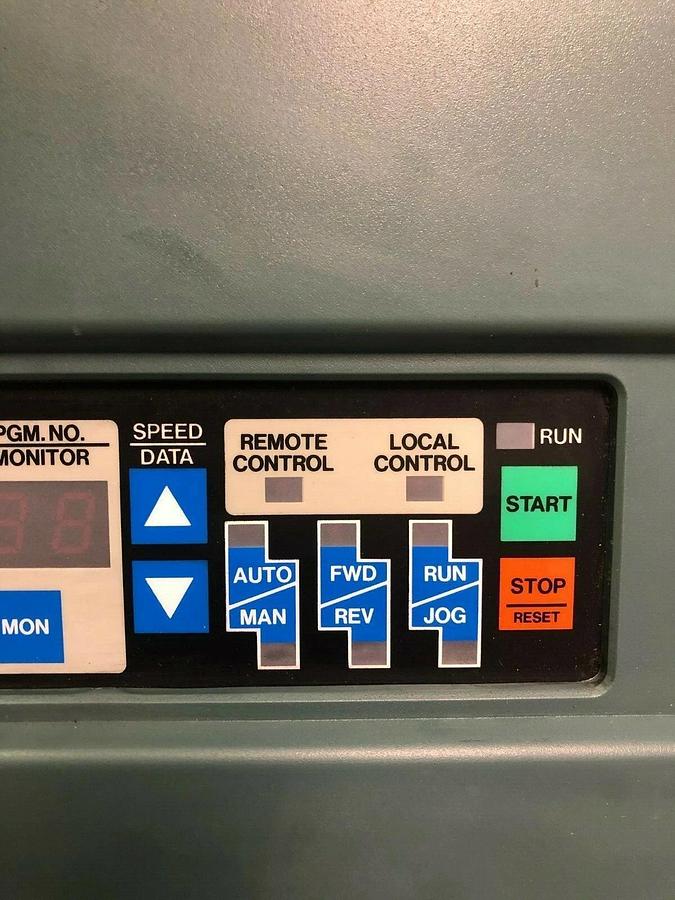 PGM. NO.
MONITOR
MON
SPEED
DATA
REMOTE
CONTROL
LOCAL
CONTROL
AUTO
MAN
FWD
REV
RUN
JOG
RUN
START
STOP
RESET